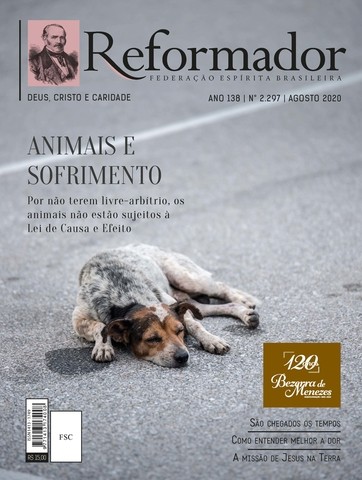 Reformador
FEDERAÇÃO ESPÍRITA BRASILEIRA
DEUS, CRISTO E CARIDADE
ANO 138 | Nº 2.297 | AGOSTO 2020
ANIMAIS E
SOFRIMENTO
Por não terem livre-arbítrio, os
animais não estão sujeitos à
Lei de Causa e Efeito
120
Bezerra de
Menezes
SÃO CHEGADOS OS TEMPOS
COMO ENTENDER MELHOR A DOR
A MISSÃO DE JESUS NA TERRA
FSC
R$ 15,00